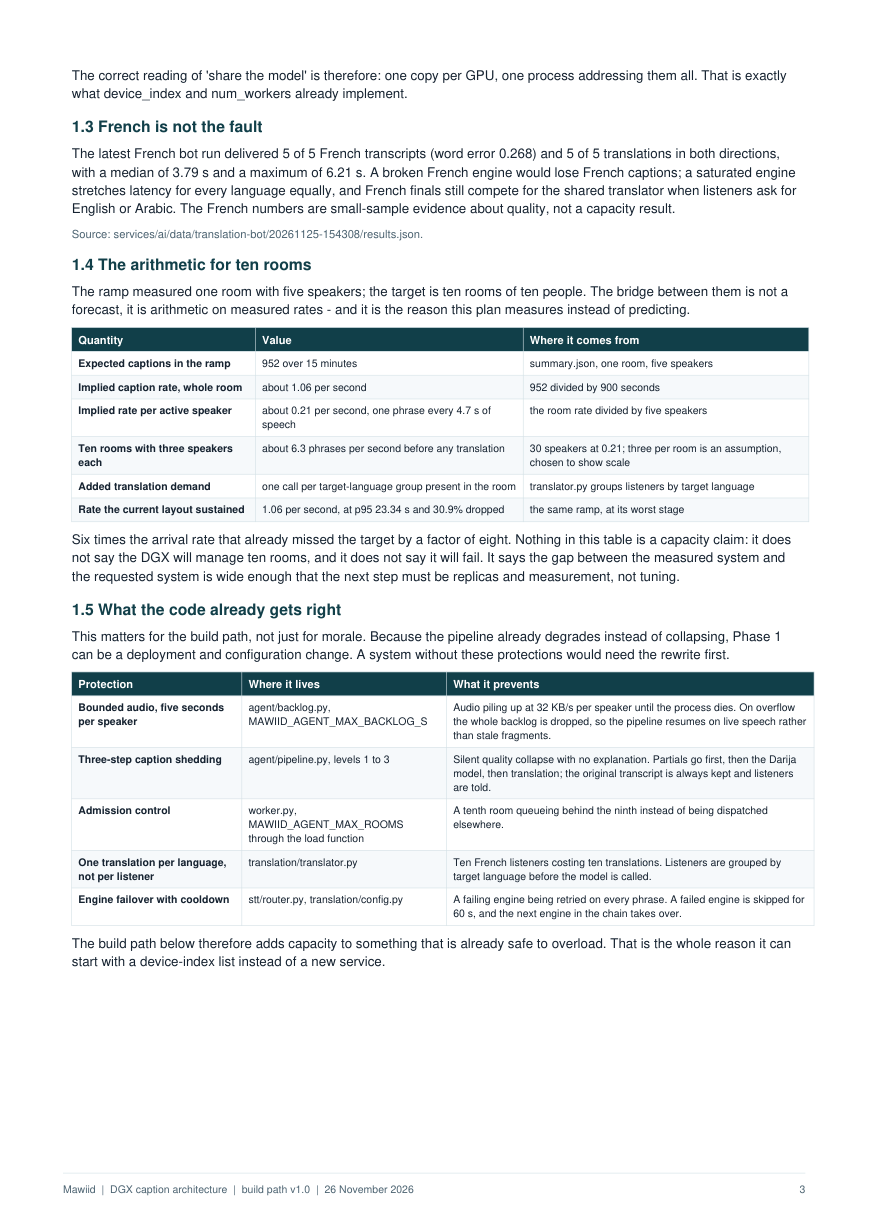 The correct reading of 'share the model' is therefore: one copy per GPU, one process addressing them all. That is exactly
what device_index and num_workers already implement.
1.3 French is not the fault
The latest French bot run delivered 5 of 5 French transcripts (word error 0.268) and 5 of 5 translations in both directions,
with a median of 3.79 s and a maximum of 6.21 s. A broken French engine would lose French captions; a saturated engine
stretches latency for every language equally, and French finals still compete for the shared translator when listeners ask for
English or Arabic. The French numbers are small-sample evidence about quality, not a capacity result.
Source: services/ai/data/translation-bot/20261125-154308/results.json.
1.4 The arithmetic for ten rooms
The ramp measured one room with five speakers; the target is ten rooms of ten people. The bridge between them is not a
forecast, it is arithmetic on measured rates - and it is the reason this plan measures instead of predicting.
Quantity Value Where it comes from
Expected captions in the ramp 952 over 15 minutes summary.json, one room, five speakers
Implied caption rate, whole room about 1.06 per second 952 divided by 900 seconds
Implied rate per active speaker about 0.21 per second, one phrase every 4.7 s of the room rate divided by five speakers
speech
Ten rooms with three speakers about 6.3 phrases per second before any translation 30 speakers at 0.21; three per room is an assumption,
each chosen to show scale
Added translation demand one call per target-language group present in the room translator.py groups listeners by target language
Rate the current layout sustained 1.06 per second, at p95 23.34 s and 30.9% dropped the same ramp, at its worst stage
Six times the arrival rate that already missed the target by a factor of eight. Nothing in this table is a capacity claim: it does
not say the DGX will manage ten rooms, and it does not say it will fail. It says the gap between the measured system and
the requested system is wide enough that the next step must be replicas and measurement, not tuning.
1.5 What the code already gets right
This matters for the build path, not just for morale. Because the pipeline already degrades instead of collapsing, Phase 1
can be a deployment and configuration change. A system without these protections would need the rewrite first.
Protection Where it lives What it prevents
Bounded audio, five seconds agent/backlog.py, Audio piling up at 32 KB/s per speaker until the process dies. On overflow
per speaker MAWIID_AGENT_MAX_BACKLOG_S the whole backlog is dropped, so the pipeline resumes on live speech rather
than stale fragments.
Three-step caption shedding agent/pipeline.py, levels 1 to 3 Silent quality collapse with no explanation. Partials go first, then the Darija
model, then translation; the original transcript is always kept and listeners
are told.
Admission control worker.py, A tenth room queueing behind the ninth instead of being dispatched
MAWIID_AGENT_MAX_ROOMS elsewhere.
through the load function
One translation per language, translation/translator.py Ten French listeners costing ten translations. Listeners are grouped by
not per listener target language before the model is called.
Engine failover with cooldown stt/router.py, translation/config.py A failing engine being retried on every phrase. A failed engine is skipped for
60 s, and the next engine in the chain takes over.
The build path below therefore adds capacity to something that is already safe to overload. That is the whole reason it can
start with a device-index list instead of a new service.
Mawiid | DGX caption architecture | build path v1.0 | 26 November 2026 3